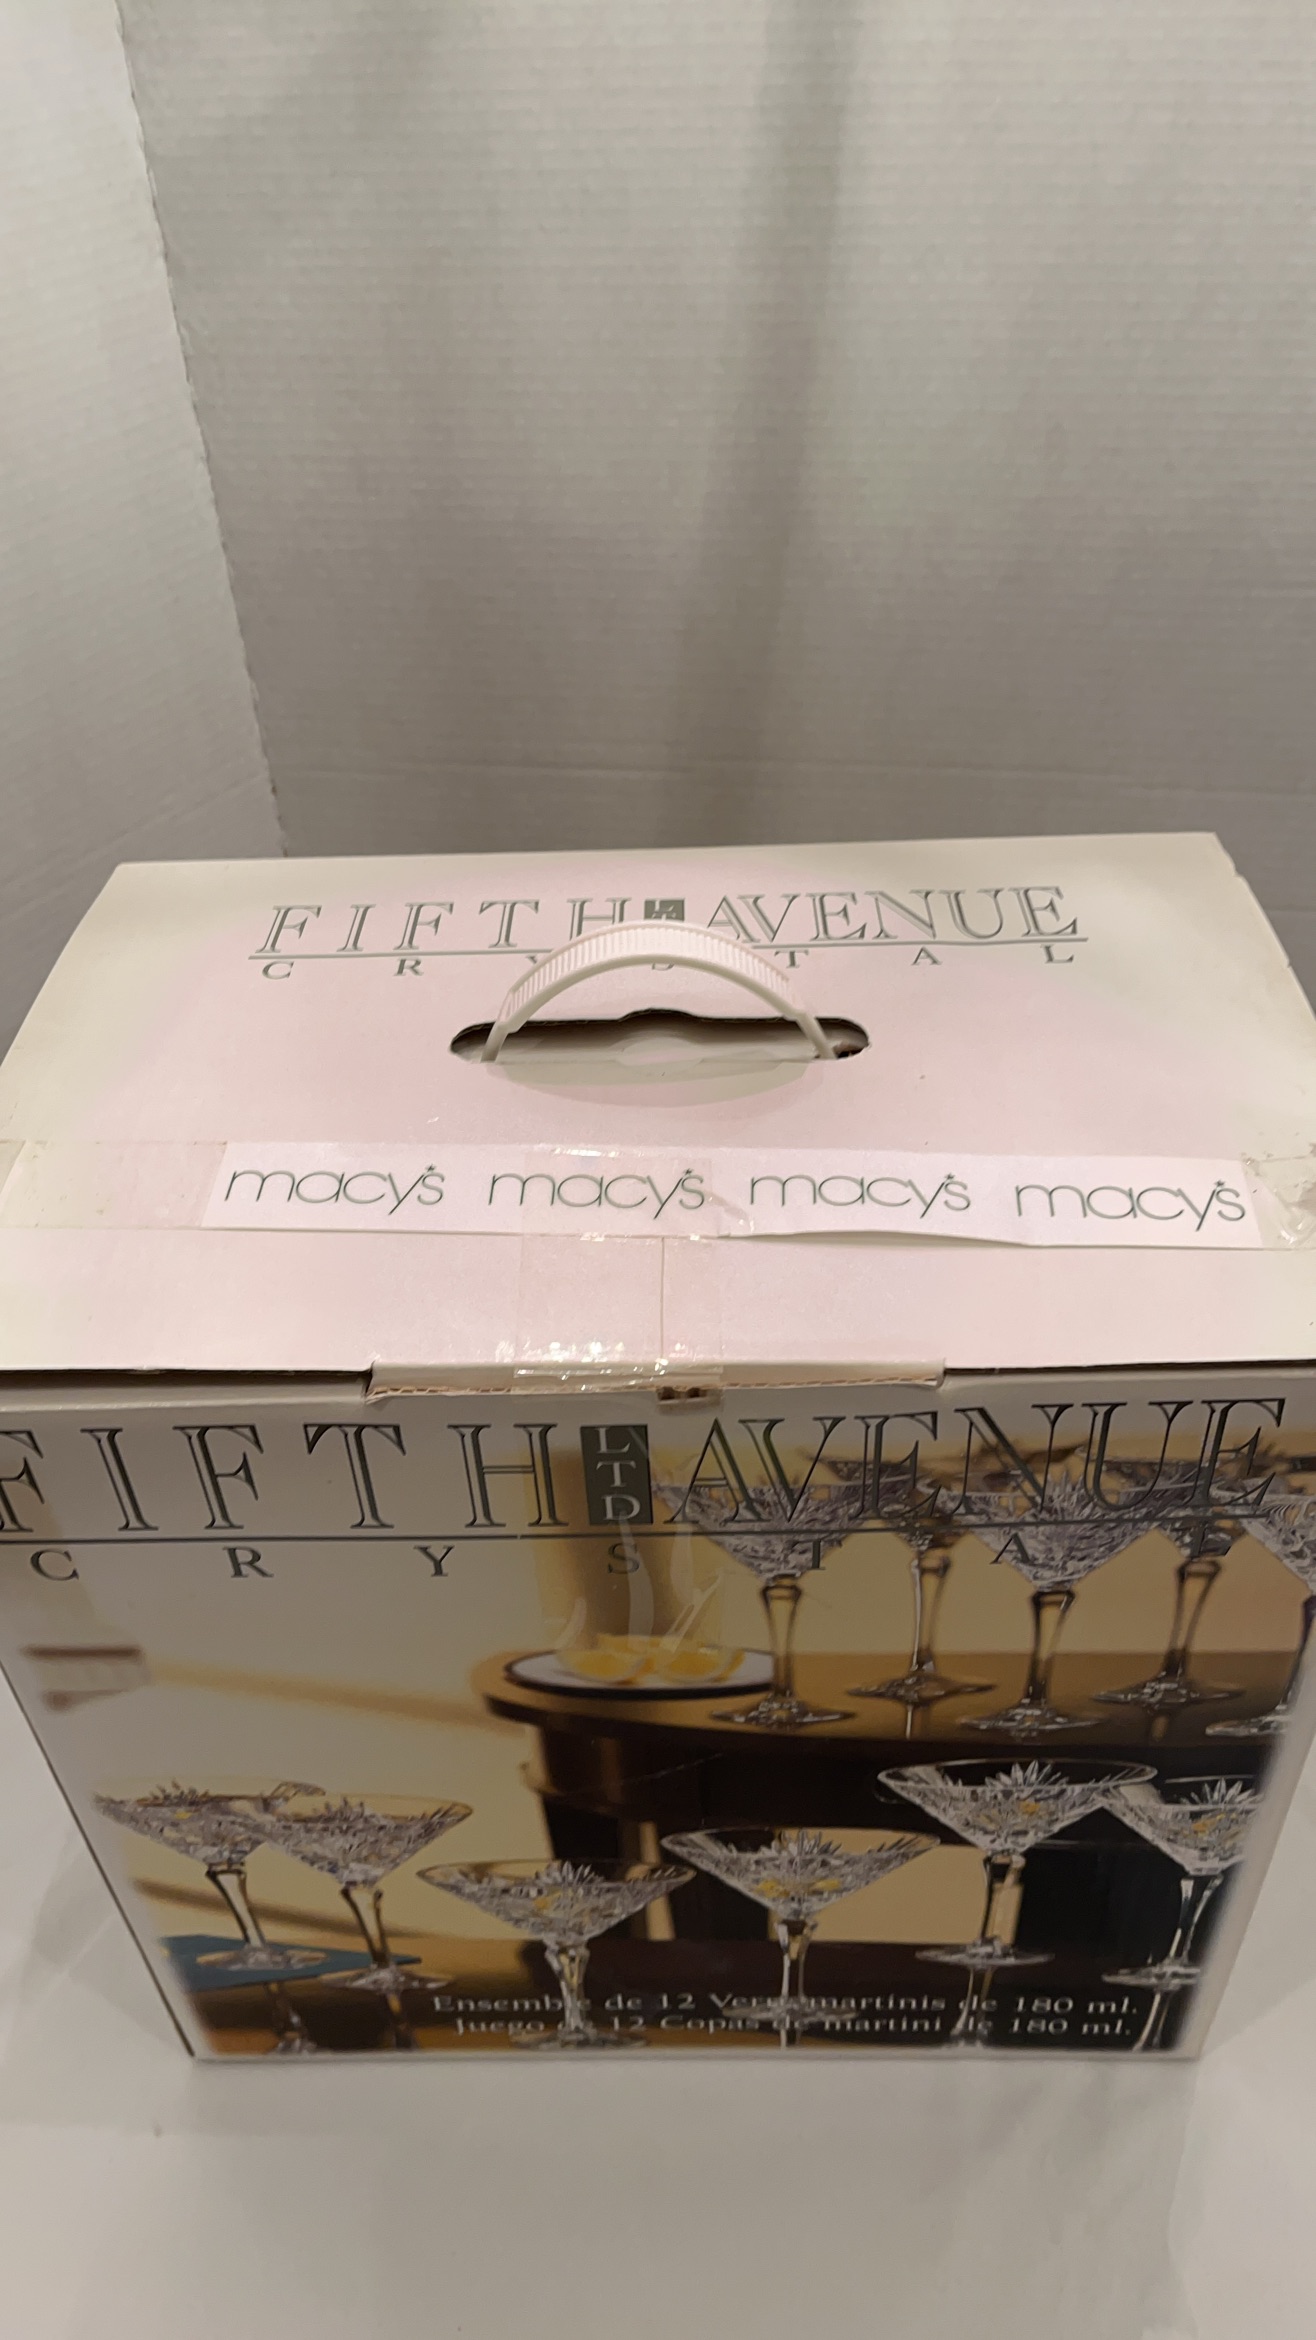 FIFTH LTD AVENUE
CRYSTAL
macy's macy's macy's macy's
FIFTH LTD AVENUE
CRYSTAL
Ensemble de 12 Verres martinis de 180 ml.
Juego de 12 Copas de martini de 180 ml.